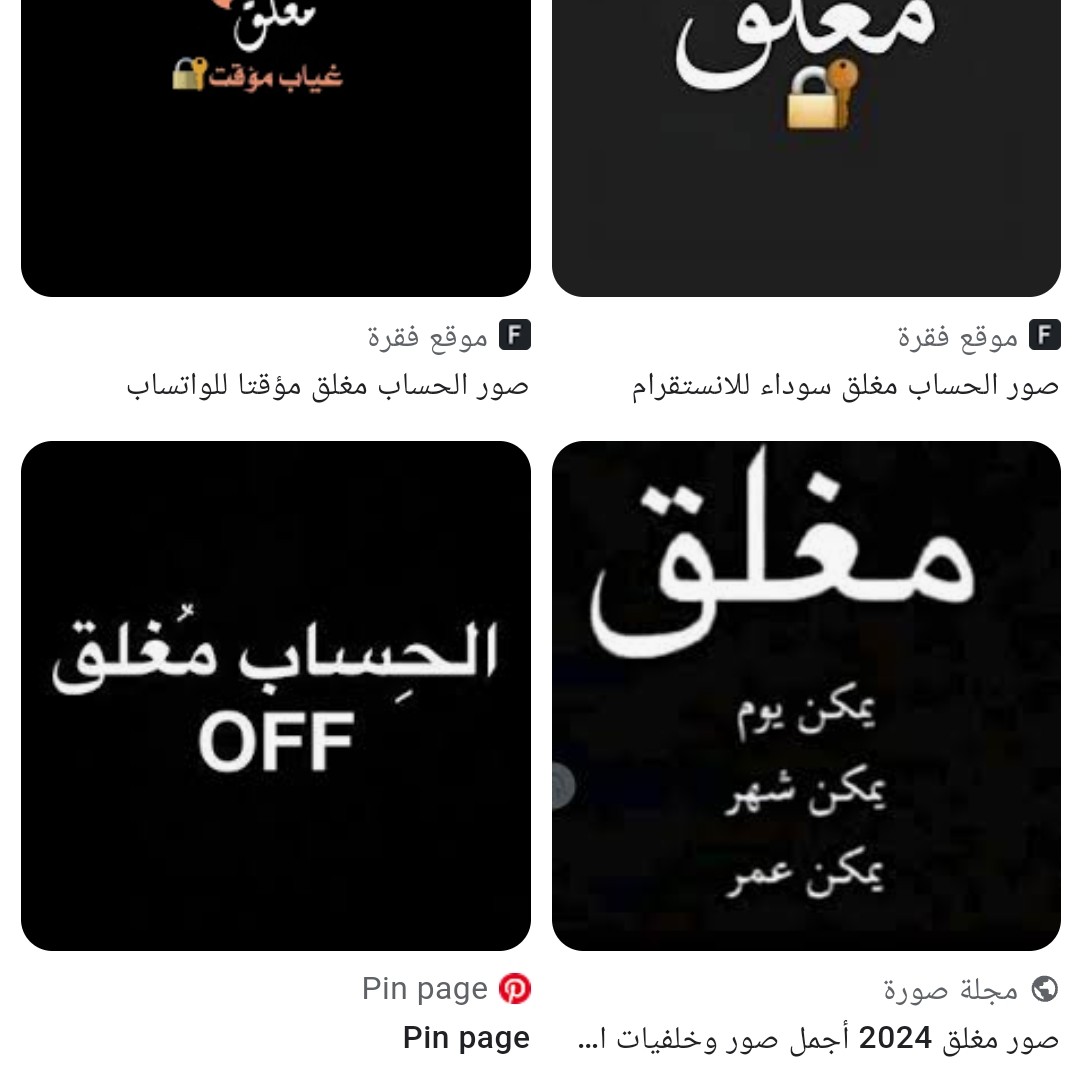 مغلق
🔐
مغلق
غياب مؤقت🔐
موقع فقرة
صور الحساب مغلق سوداء للانستقرام
موقع فقرة
صور الحساب مغلق مؤقتا للواتساب
مغلق
يمكن يوم
يمكن شهر
يمكن عمر
الحِساب مُغلق
OFF
مجلة صورة
صور مغلق 2024 أجمل صور وخلفيات ا...
Pin page
Pin page